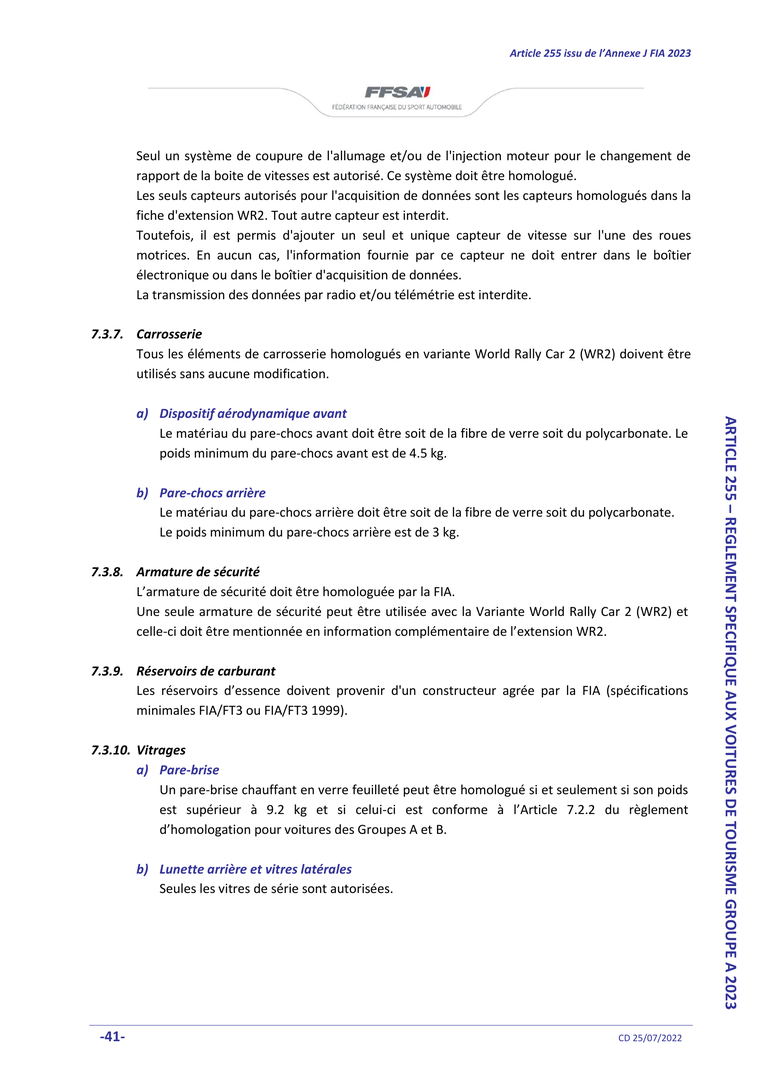 Article 255 issu de l'Annexe J FIA 2023
FFSA
FÉDÉRATION FRANÇAISE DU SPORT AUTOMOBILE
Seul un système de coupure de l'allumage et/ou de l'injection moteur pour le changement de
rapport de la boite de vitesses est autorisé. Ce système doit être homologué.
Les seuls capteurs autorisés pour l'acquisition de données sont les capteurs homologués dans la
fiche d'extension WR2. Tout autre capteur est interdit.
Toutefois, il est permis d'ajouter un seul et unique capteur de vitesse sur l'une des roues
motrices. En aucun cas, l'information fournie par ce capteur ne doit entrer dans le boîtier
électronique ou dans le boîtier d'acquisition de données.
La transmission des données par radio et/ou télémétrie est interdite.
7.3.7. Carrosserie
Tous les éléments de carrosserie homologués en variante World Rally Car 2 (WR2) doivent être
utilisés sans aucune modification.
a) Dispositif aérodynamique avant
Le matériau du pare-chocs avant doit être soit de la fibre de verre soit du polycarbonate. Le
poids minimum du pare-chocs avant est de 4.5 kg.
b) Pare-chocs arrière
Le matériau du pare-chocs arrière doit être soit de la fibre de verre soit du polycarbonate.
Le poids minimum du pare-chocs arrière est de 3 kg.
7.3.8. Armature de sécurité
L'armature de sécurité doit être homologuée par la FIA.
Une seule armature de sécurité peut être utilisée avec la Variante World Rally Car 2 (WR2) et
celle-ci doit être mentionnée en information complémentaire de l'extension WR2.
7.3.9. Réservoirs de carburant
Les réservoirs d'essence doivent provenir d'un constructeur agrée par la FIA (spécifications
minimales FIA/FT3 ou FIA/FT3 1999).
7.3.10. Vitrages
a) Pare-brise
Un pare-brise chauffant en verre feuilleté peut être homologué si et seulement si son poids
est supérieur à 9.2 kg et si celui-ci est conforme à l'Article 7.2.2 du règlement
d'homologation pour voitures des Groupes A et B.
b) Lunette arrière et vitres latérales
Seules les vitres de série sont autorisées.
ARTICLE 255 – REGLEMENT SPECIFIQUE AUX VOITURES DE TOURISME GROUPE A 2023
-41-
CD 25/07/2022